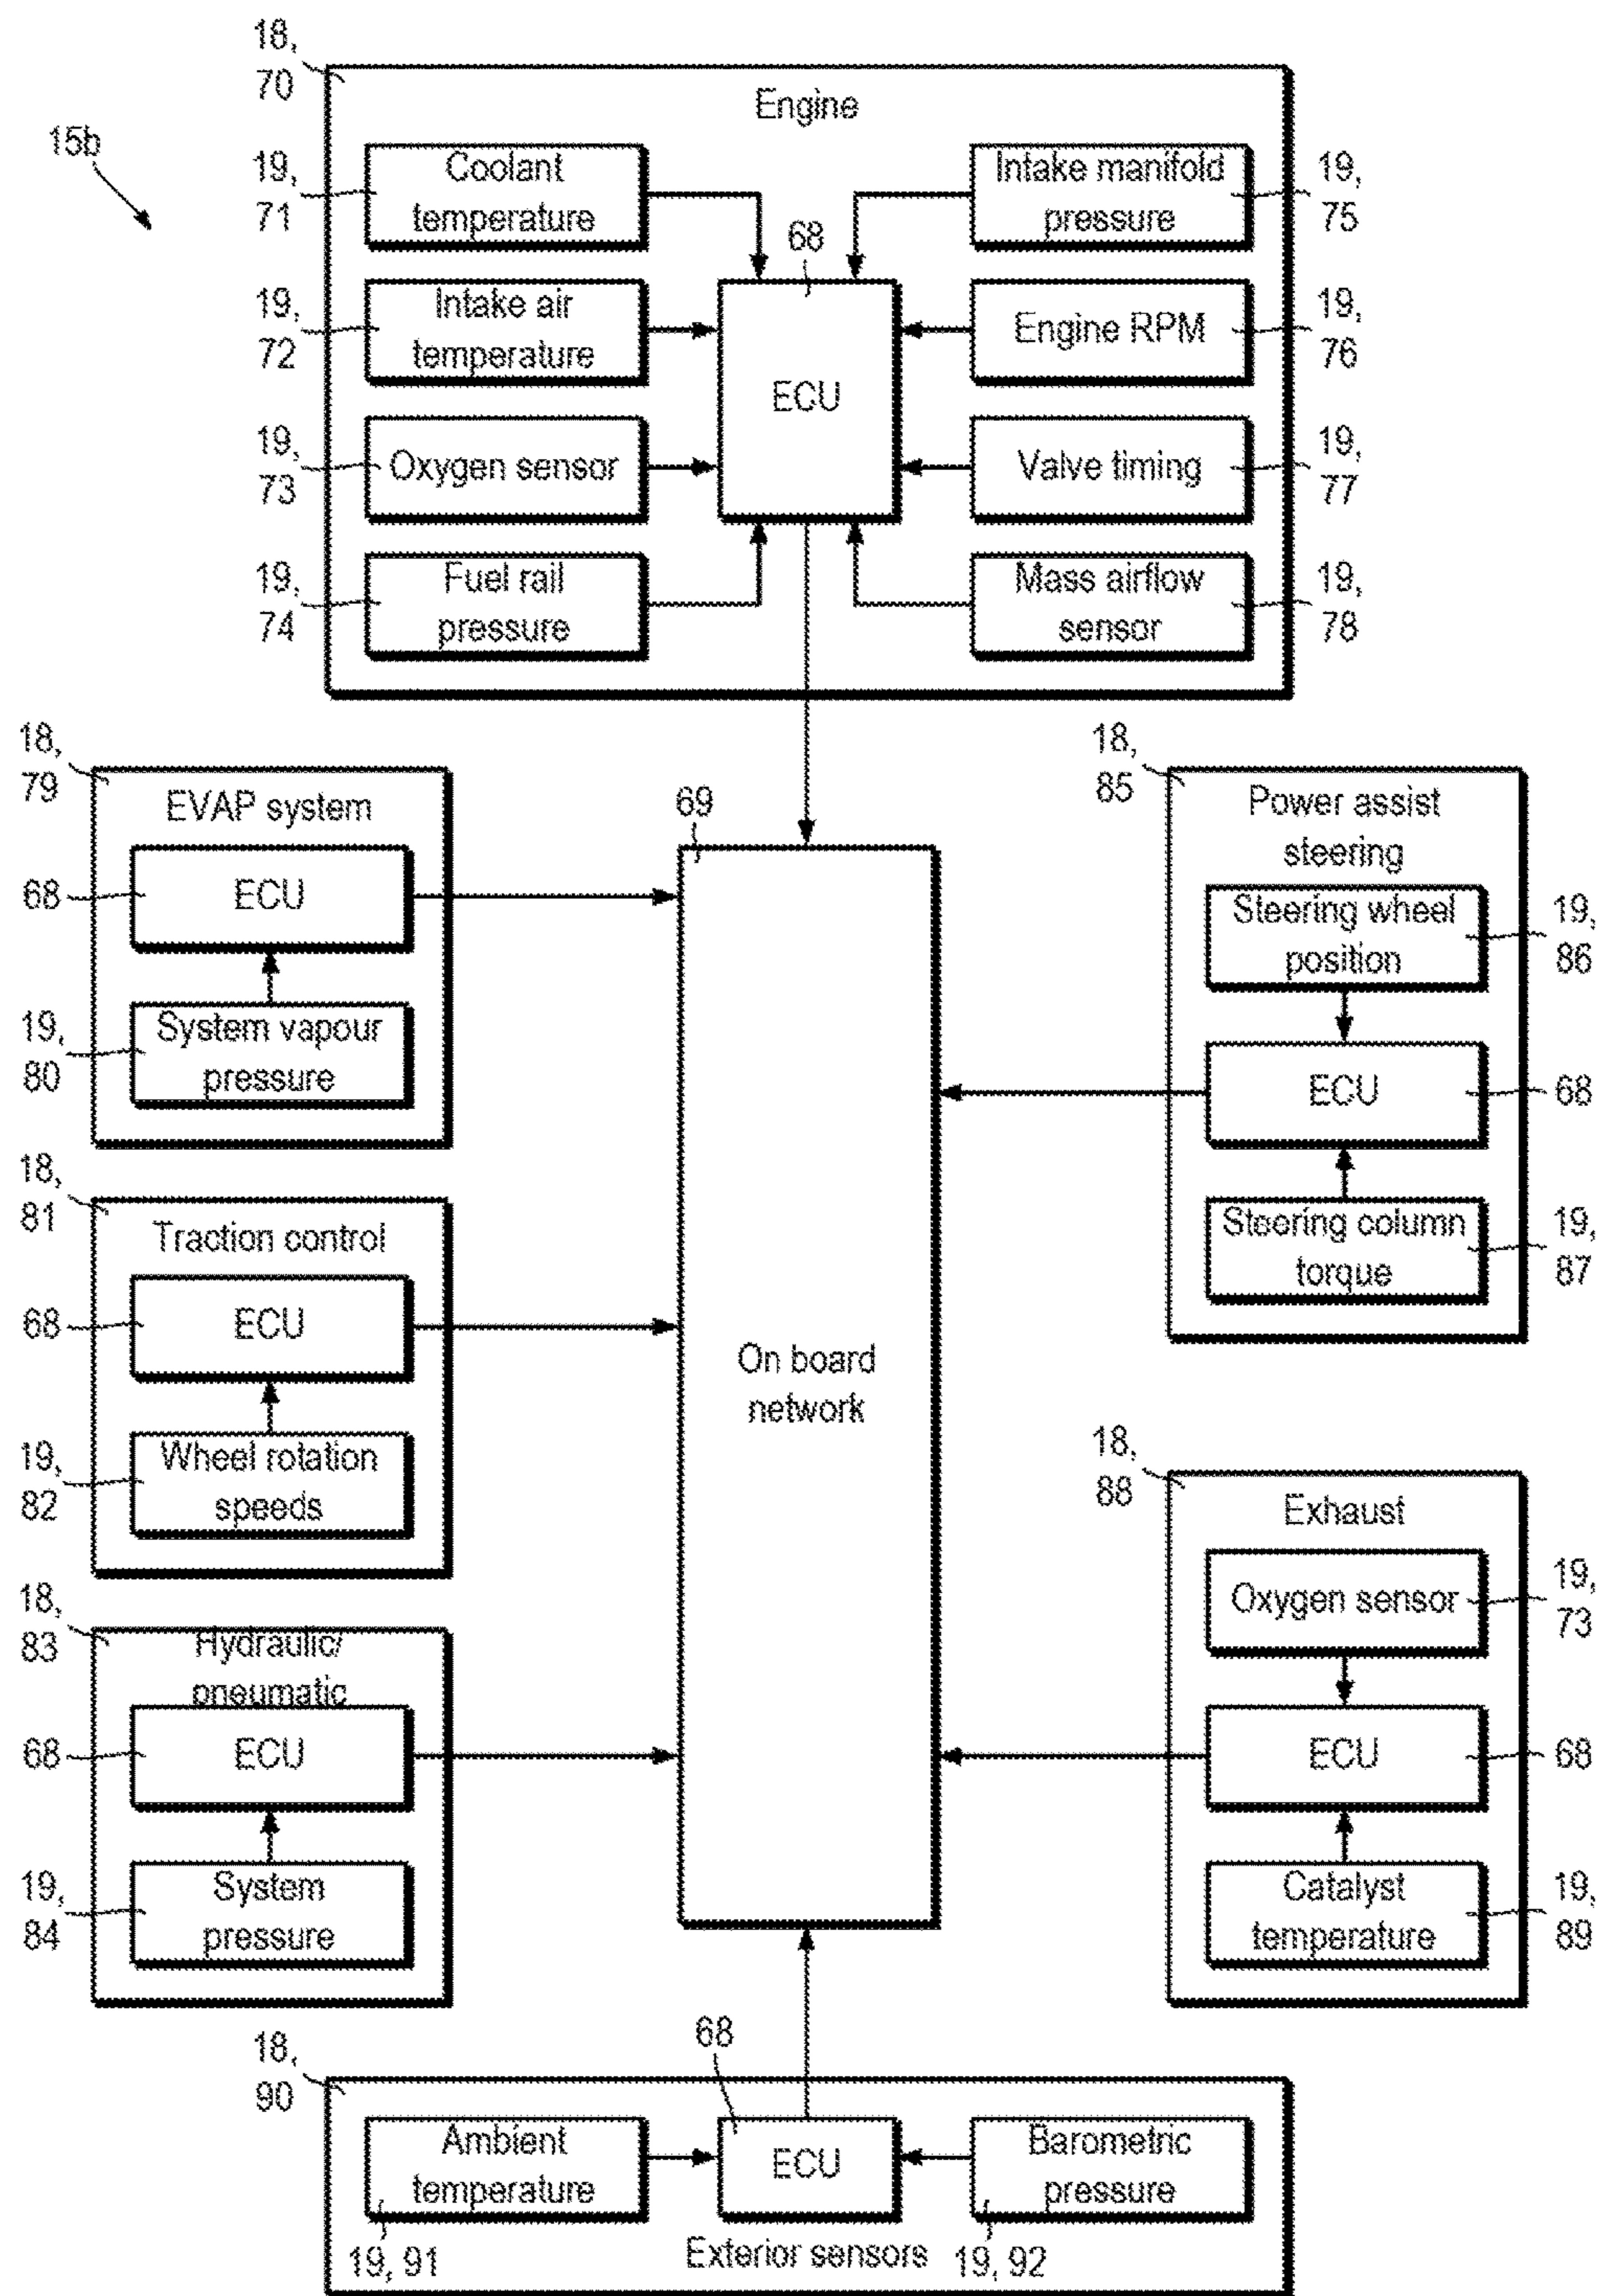 18,
70
Engine
15b
19,
71
Coolant
temperature
Intake manifold
pressure
19,
75
68
19,
72
Intake air
temperature
ECU
Engine RPM
19,
76
19,
73
Oxygen sensor
Valve timing
19,
77
19,
74
Fuel rail
pressure
Mass airflow
sensor
19,
78
18,
79
EVAP system
68
ECU
19,
80
System vapour
pressure
69
On board
network
18,
85
Power assist
steering
Steering wheel
position
19,
86
ECU
68
Steering column
torque
19,
87
18,
81
Traction control
68
ECU
19,
82
Wheel rotation
speeds
18,
83
Hydraulic/
pneumatic
68
ECU
19,
84
System
pressure
18,
88
Exhaust
Oxygen sensor
19,
73
ECU
68
Catalyst
temperature
19,
89
18,
90
68
Ambient
temperature
ECU
Barometric
pressure
19, 91
Exterior sensors
19, 92